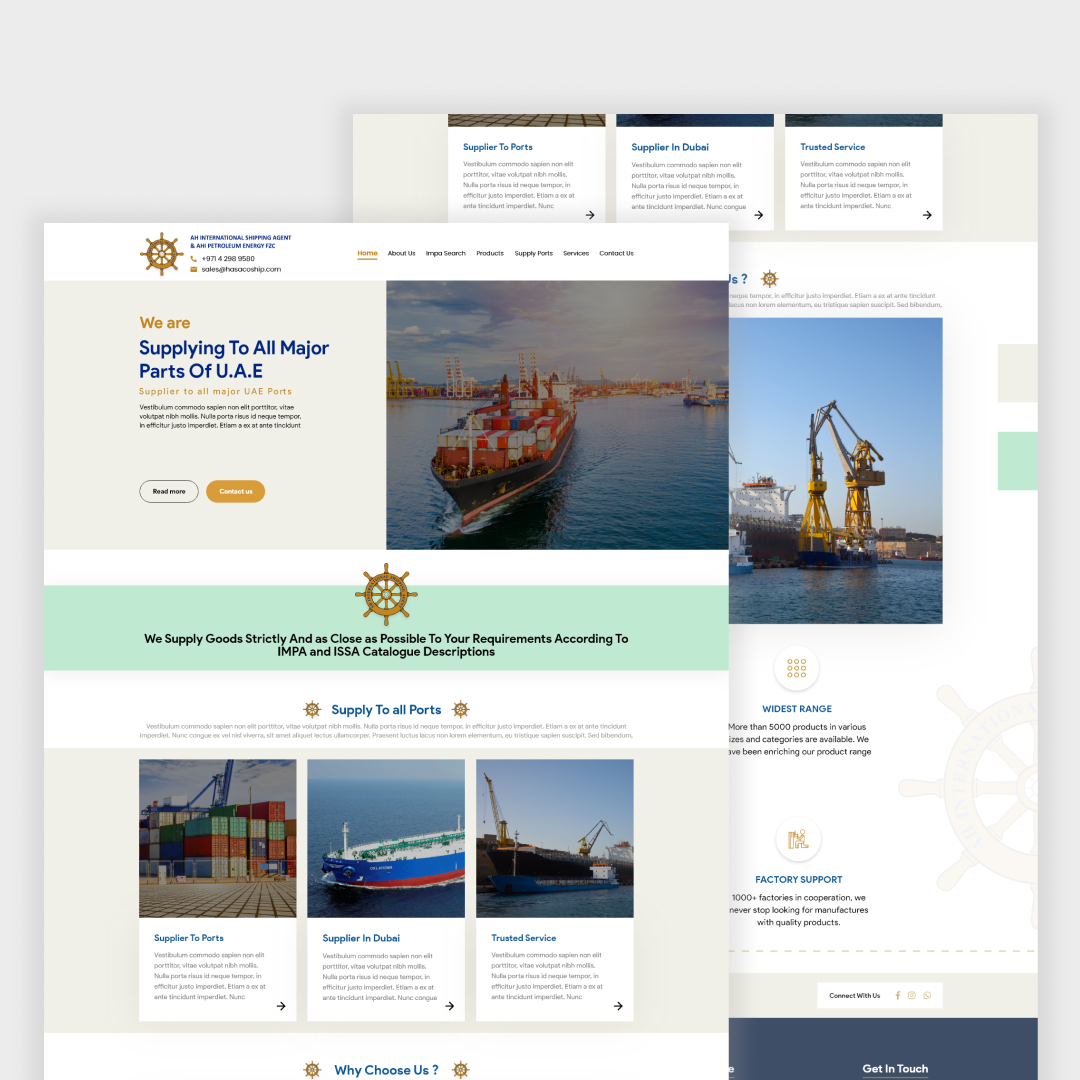 AH INTERNATIONAL SHIPPING AGENT
& AHI PETROLEUM ENERGY FZC
+971 4 298 9580
sales@hasacoship.com
Home
About Us
Impa Search
Products
Supply Ports
Services
Contact Us
We are
Supplying To All Major
Parts Of U.A.E
Supplier to all major UAE Ports
Vestibulum commodo sapien non elit porttitor, vitae
volutpat nibh mollis. Nulla porta risus id neque tempor,
in efficitur justo imperdiet. Etiam a ex at ante tincidunt
Read more
Contact us
We Supply Goods Strictly And as Close as Possible To Your Requirements According To
IMPA and ISSA Catalogue Descriptions
Supply To all Ports
Vestibulum commodo sapien non elit porttitor, vitae volutpat nibh mollis. Nulla porta risus id neque tempor, in efficitur justo imperdiet. Etiam a ex at ante tincidunt
imperdiet. Nunc congue ex vel nisl viverra, sit amet aliquet lectus ullamcorper. Praesent luctus lacus non lorem elementum, eu tristique sapien suscipit. Sed bibendum,
Supplier To Ports
Vestibulum commodo sapien non elit
porttitor, vitae volutpat nibh mollis.
Nulla porta risus id neque tempor, in
efficitur justo imperdiet. Etiam a ex at
ante tincidunt imperdiet. Nunc
Supplier In Dubai
Vestibulum commodo sapien non elit
porttitor, vitae volutpat nibh mollis.
Nulla porta risus id neque tempor, in
efficitur justo imperdiet. Etiam a ex at
ante tincidunt imperdiet. Nunc congue
Trusted Service
Vestibulum commodo sapien non elit
porttitor, vitae volutpat nibh mollis.
Nulla porta risus id neque tempor, in
efficitur justo imperdiet. Etiam a ex at
ante tincidunt imperdiet. Nunc
Why Choose Us ?
Supplier To Ports
Vestibulum commodo sapien non elit
porttitor, vitae volutpat nibh mollis.
Nulla porta risus id neque tempor, in
efficitur justo imperdiet. Etiam a ex at
ante tincidunt imperdiet. Nunc
Supplier In Dubai
Vestibulum commodo sapien non elit
porttitor, vitae volutpat nibh mollis.
Nulla porta risus id neque tempor, in
efficitur justo imperdiet. Etiam a ex at
ante tincidunt imperdiet. Nunc congue
Trusted Service
Vestibulum commodo sapien non elit
porttitor, vitae volutpat nibh mollis.
Nulla porta risus id neque tempor, in
efficitur justo imperdiet. Etiam a ex at
ante tincidunt imperdiet. Nunc
Us ?
neque tempor, in efficitur justo imperdiet. Etiam a ex at ante tincidunt
lacus non lorem elementum, eu tristique sapien suscipit. Sed bibendum,
WIDEST RANGE
More than 5000 products in various
izes and categories are available. We
ave been enriching our product range
FACTORY SUPPORT
1000+ factories in cooperation, we
never stop looking for manufactures
with quality products.
Connect With Us
e
Get In Touch